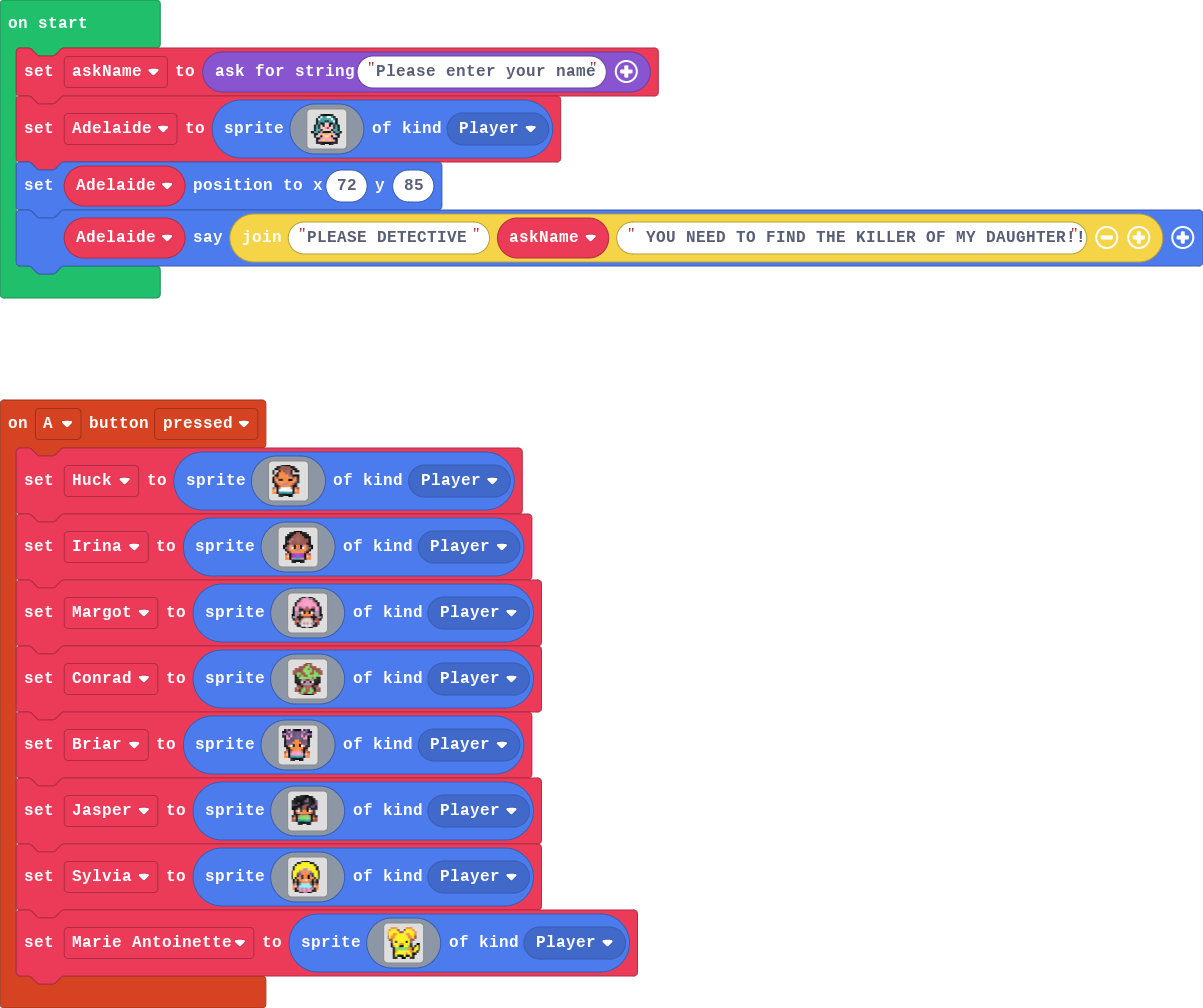 on start
set askName to ask for string "Please enter your name"
set Adelaide to sprite of kind Player
set Adelaide position to x 72 y 85
Adelaide say join "PLEASE DETECTIVE " askName " YOU NEED TO FIND THE KILLER OF MY DAUGHTER!!"
on A button pressed
set Huck to sprite of kind Player
set Irina to sprite of kind Player
set Margot to sprite of kind Player
set Conrad to sprite of kind Player
set Briar to sprite of kind Player
set Jasper to sprite of kind Player
set Sylvia to sprite of kind Player
set Marie Antoinette to sprite of kind Player